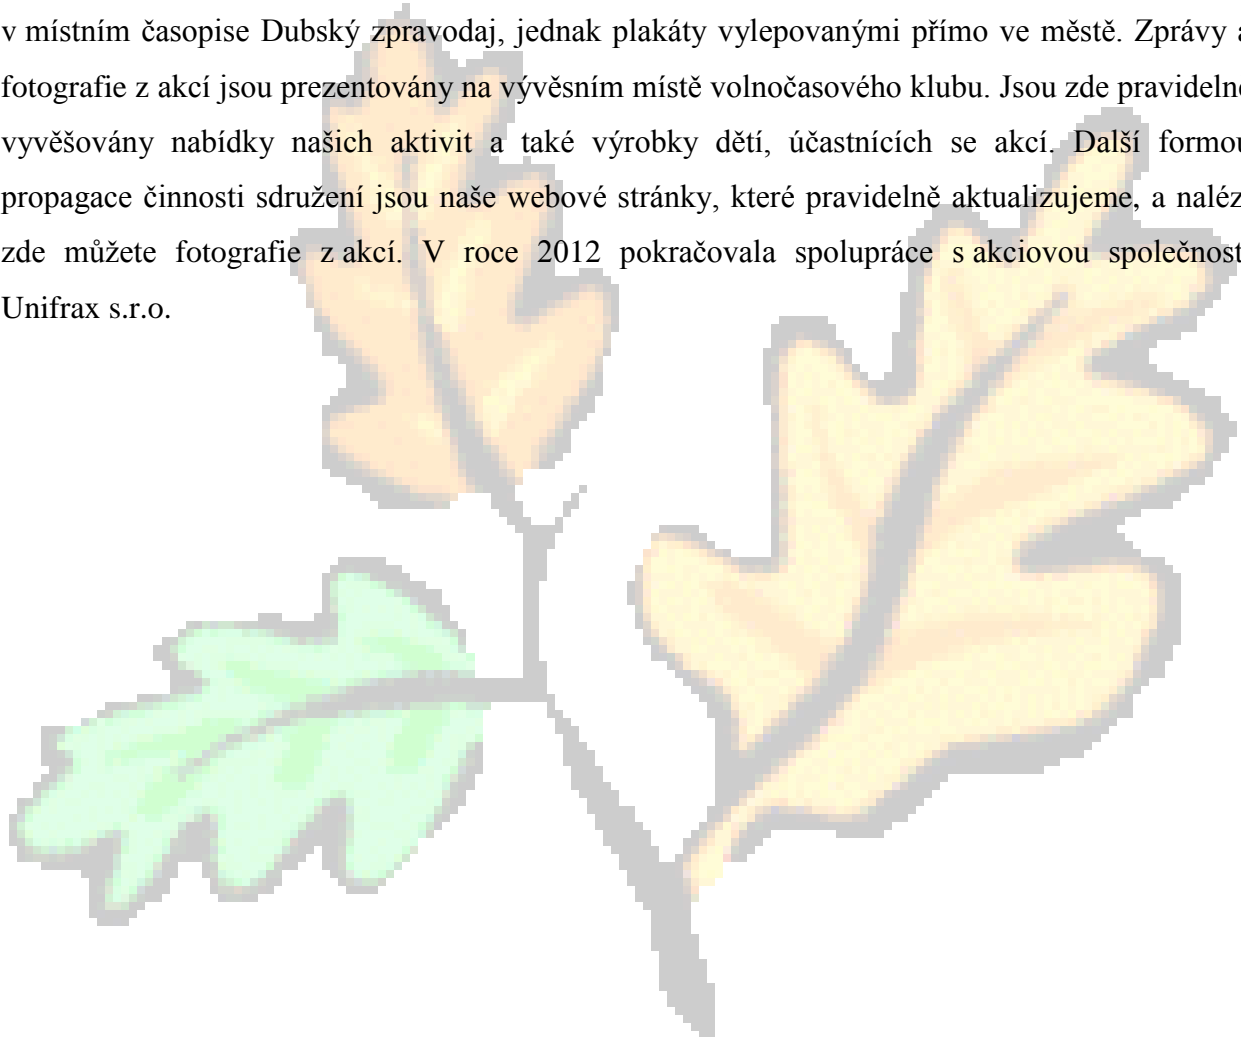 v místním časopise Dubský zpravodaj, jednak plakáty vylepovanými přímo ve městě. Zprávy a
fotografie z akcí jsou prezentovány na vývěsním místě volnočasového klubu. Jsou zde pravidelně
vyvěšovány nabídky našich aktivit a také výrobky dětí, účastnících se akcí. Další formou
propagace činnosti sdružení jsou naše webové stránky, které pravidelně aktualizujeme, a naléz
zde můžete fotografie z akcí. V roce 2012 pokračovala spolupráce s akciovou společnost
Unifrax s.r.o.